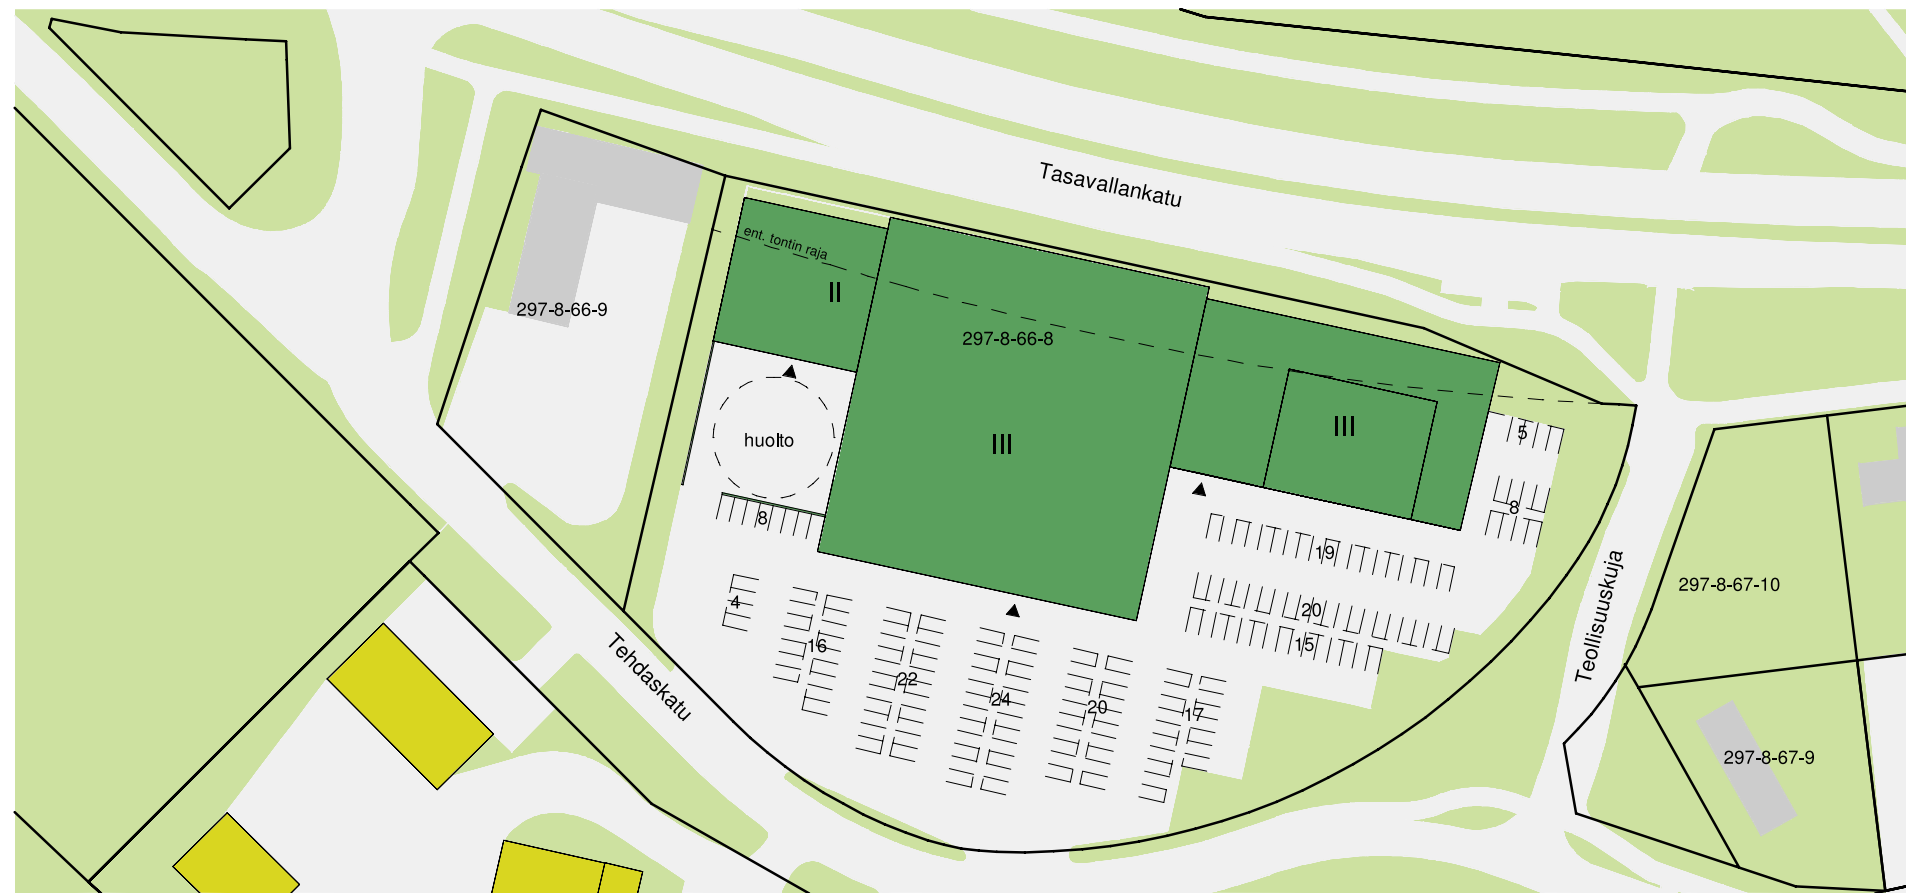 Tasavallankatu
ent. tontin raja
II
297-8-66-9
297-8-66-8
huolto
III
III
5
8
8
19
4
20
15
16
22
24
20
17
Tehdaskatu
Teollisuuskuja
297-8-67-10
297-8-67-9